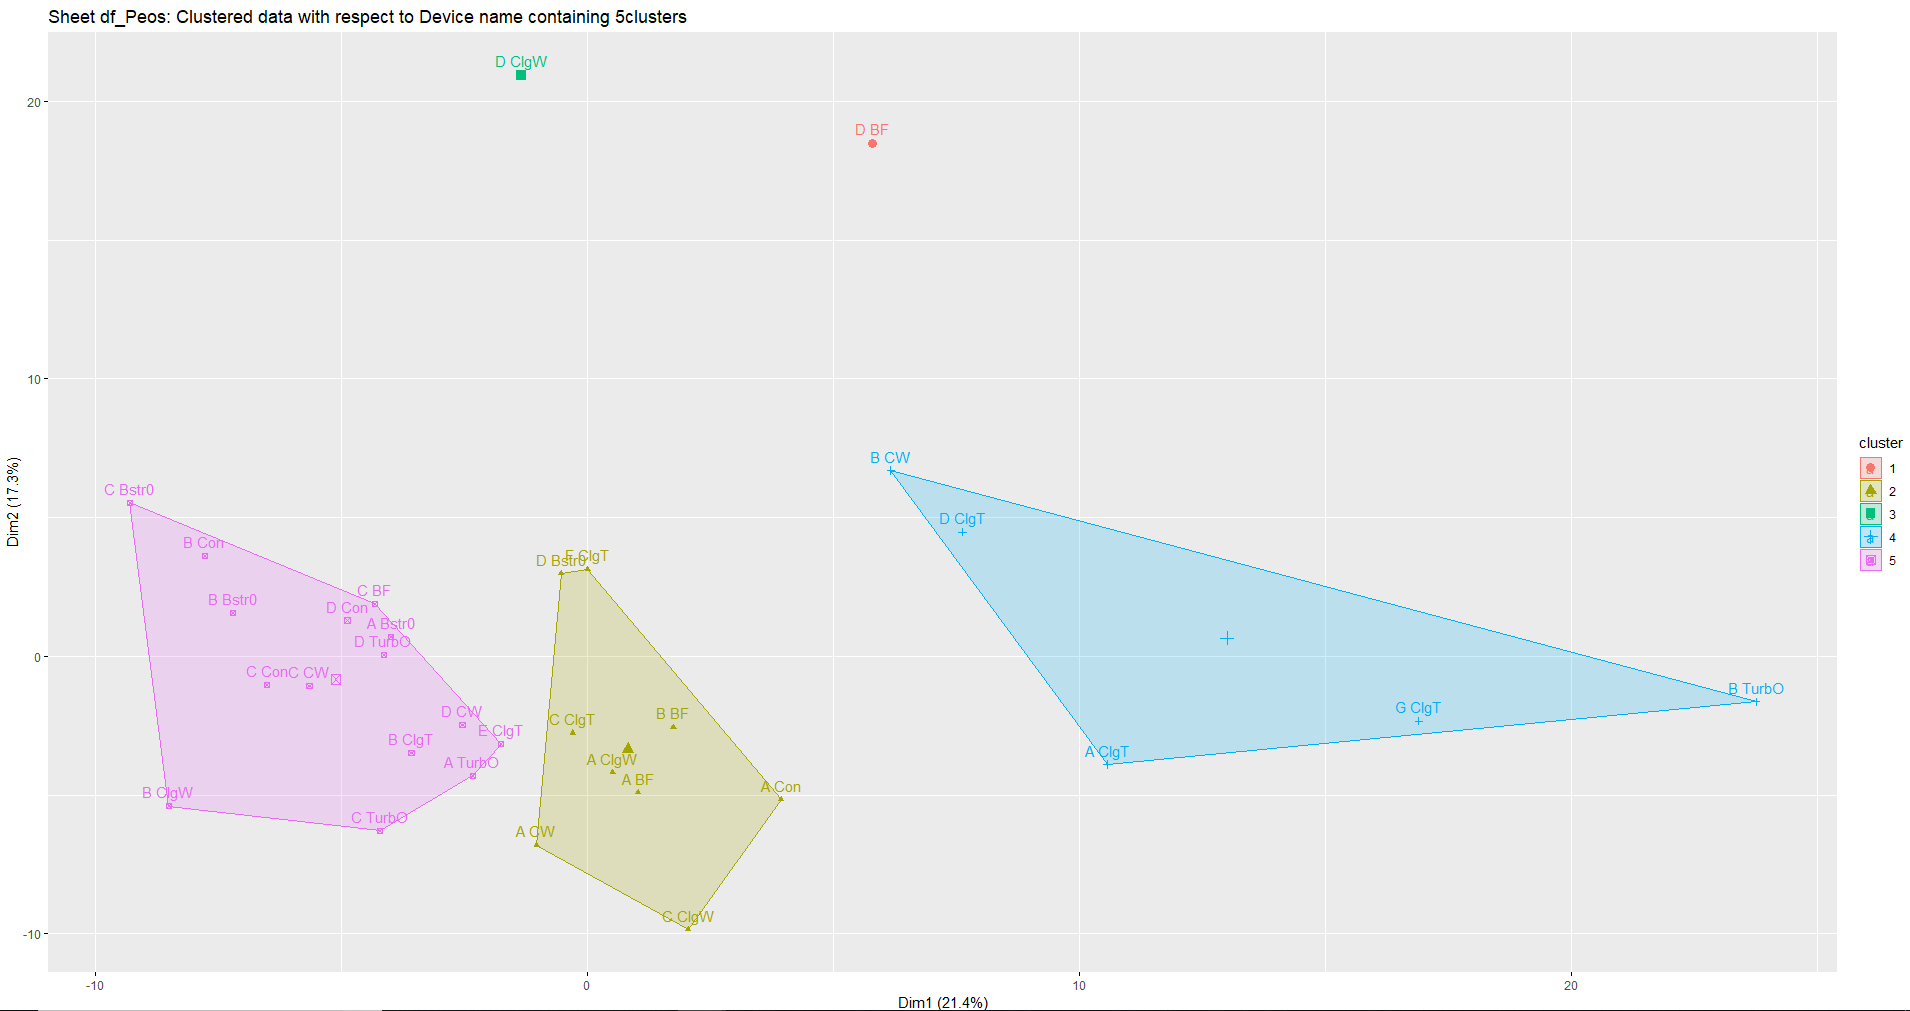 Sheet df_Peos: Clustered data with respect to Device name containing 5clusters
D ClgW
20
D BF
10
B CW
cluster
1
C Bstr0
2
D ClgT
3
B Con
4
D Bstr0
E ClgT
5
C BF
B Bstr0
D Con
A Bstr0
D TurbO
0
C Con
C CW
B TurbO
G ClgT
D CW
C ClgT
B BF
E ClgT
B ClgT
A ClgT
A TurbO
A ClgW
A BF
A Con
B ClgW
C TurbO
A CW
C ClgW
-10
Dim2 (17.3%)
-10
0
10
20
Dim1 (21.4%)